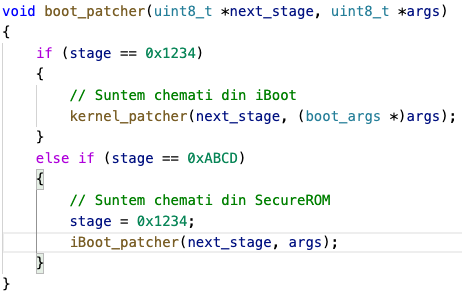 void boot_patcher(uint8_t *next_stage, uint8_t *args)
{
    if (stage == 0x1234)
    {
        // Suntem chemati din iBoot
        kernel_patcher(next_stage, (boot_args *)args);
    }
    else if (stage == 0xABCD)
    {
        // Suntem chemati din SecureROM
        stage = 0x1234;
        iBoot_patcher(next_stage, args);
    }
}